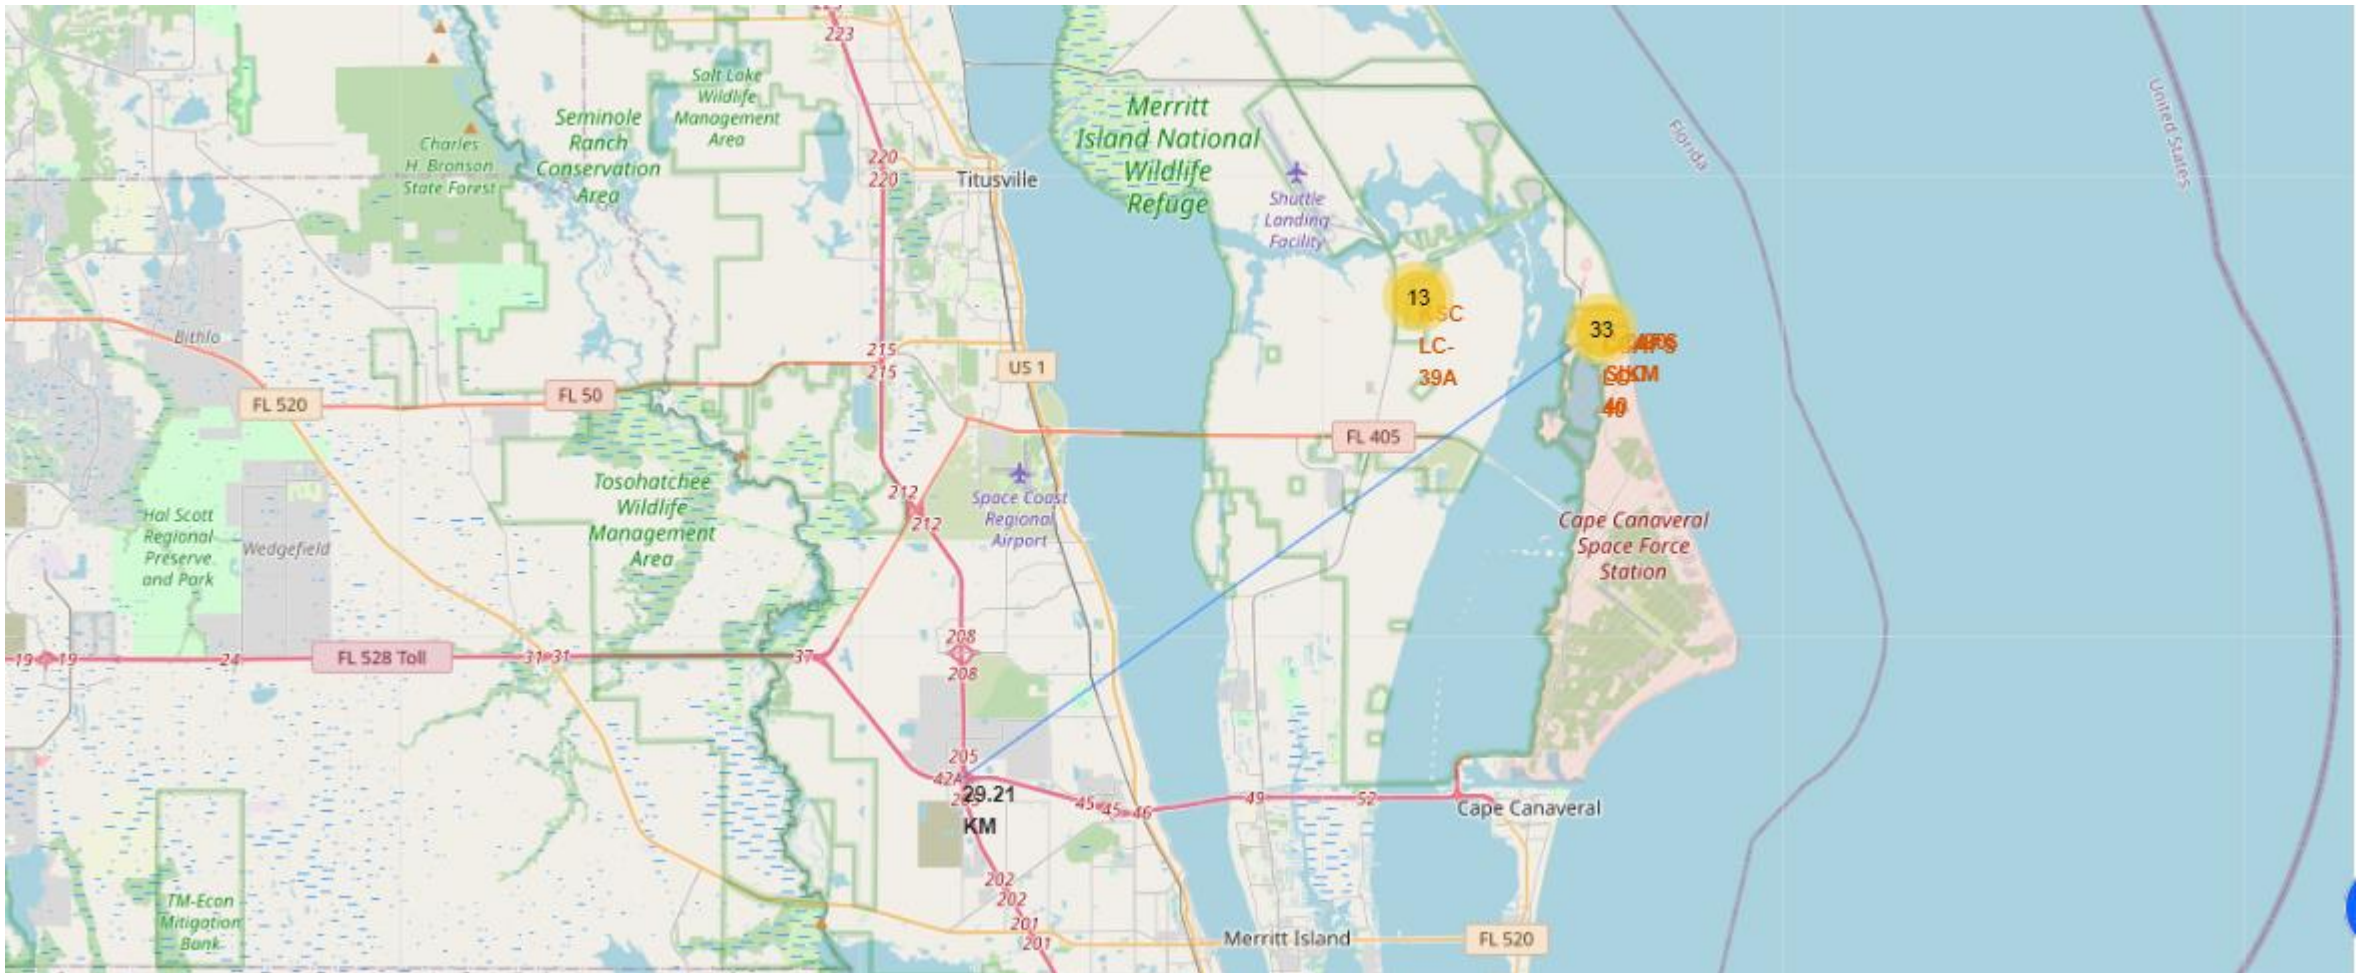 223
Salt Lake
Wildlife
Management
Area
Seminole
Ranch
Conservation
Area
Charles
H. Bronson
State Forest
Merritt
Island National
Wildlife
Refuge
Florida
United States
220
220
Titusville
Shuttle
Landing
Facility
13
LC-
39A
33
40
Bithlo
215
215
US 1
FL 520
FL 50
FL 405
212
212
Space Coast
Regional
Airport
Tosohatchee
Wildlife
Management
Area
Hal Scott
Regional
Preserve
and Park
Wedgefield
Cape Canaveral
Space Force
Station
19
19
24
FL 528 Toll
31
31
37
208
208
205
42A
29.21
KM
45
45
46
49
52
Cape Canaveral
202
202
201
201
TM-Econ
Mitigation
Bank
Merritt Island
FL 520